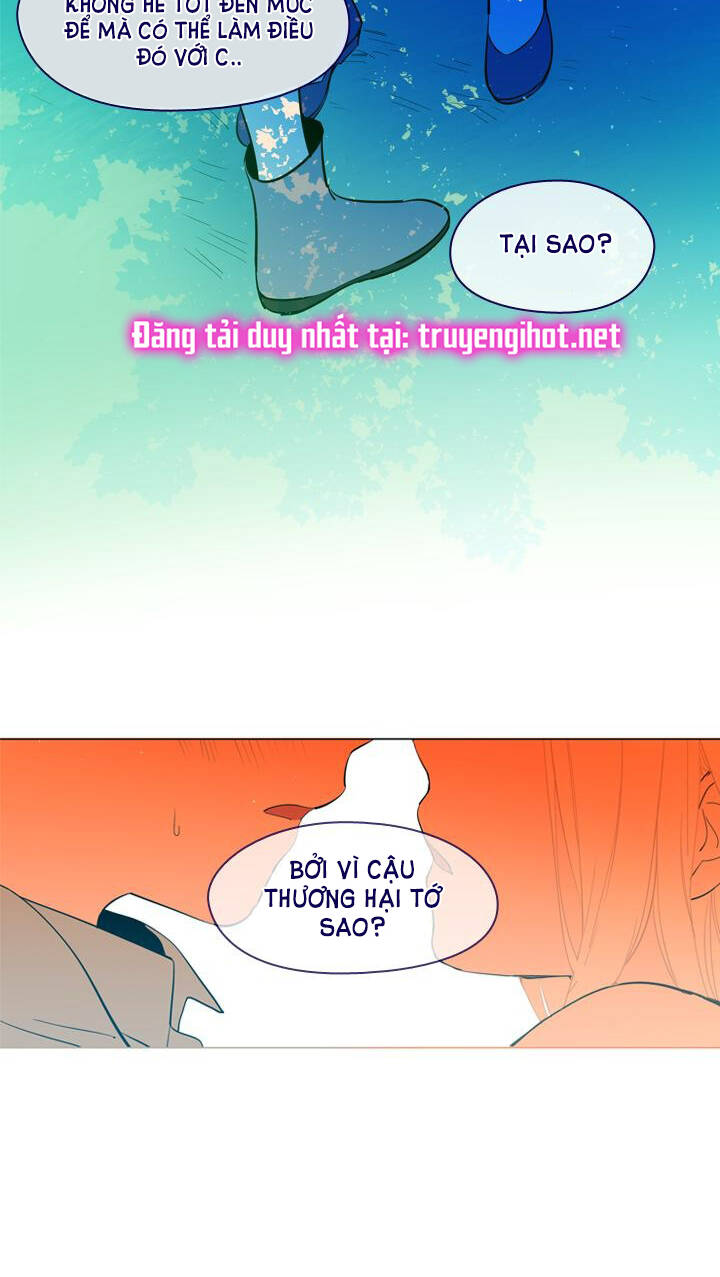 KHÔNG HỀ TỐT ĐẾN MỨC
ĐỂ MÀ CÓ THỂ LÀM ĐIỀU
ĐÓ VỚI C..
TẠI SAO?
Đăng tải duy nhất tại: truyengihot.net
BỞI VÌ CẬU
THƯƠNG HẠI TỚ
SAO?